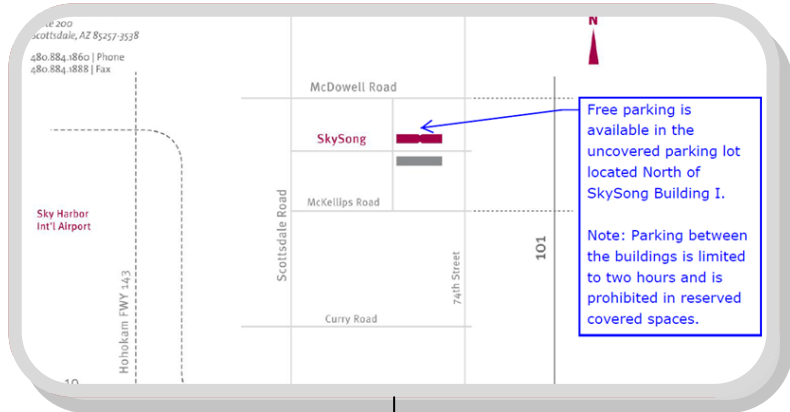 200
Scottsdale, AZ 85257-3538
480.884.1860 | Phone
480.884.1888 | Fax
N
McDowell Road
SkySong
Free parking is
available in the
uncovered parking lot
located North of
SkySong Building I.
Note: Parking between
the buildings is limited
to two hours and is
prohibited in reserved
covered spaces.
McKellips Road
Sky Harbor
Int'l Airport
Scottsdale Road
74th Street
101
Hohokam FWY 143
Curry Road
10